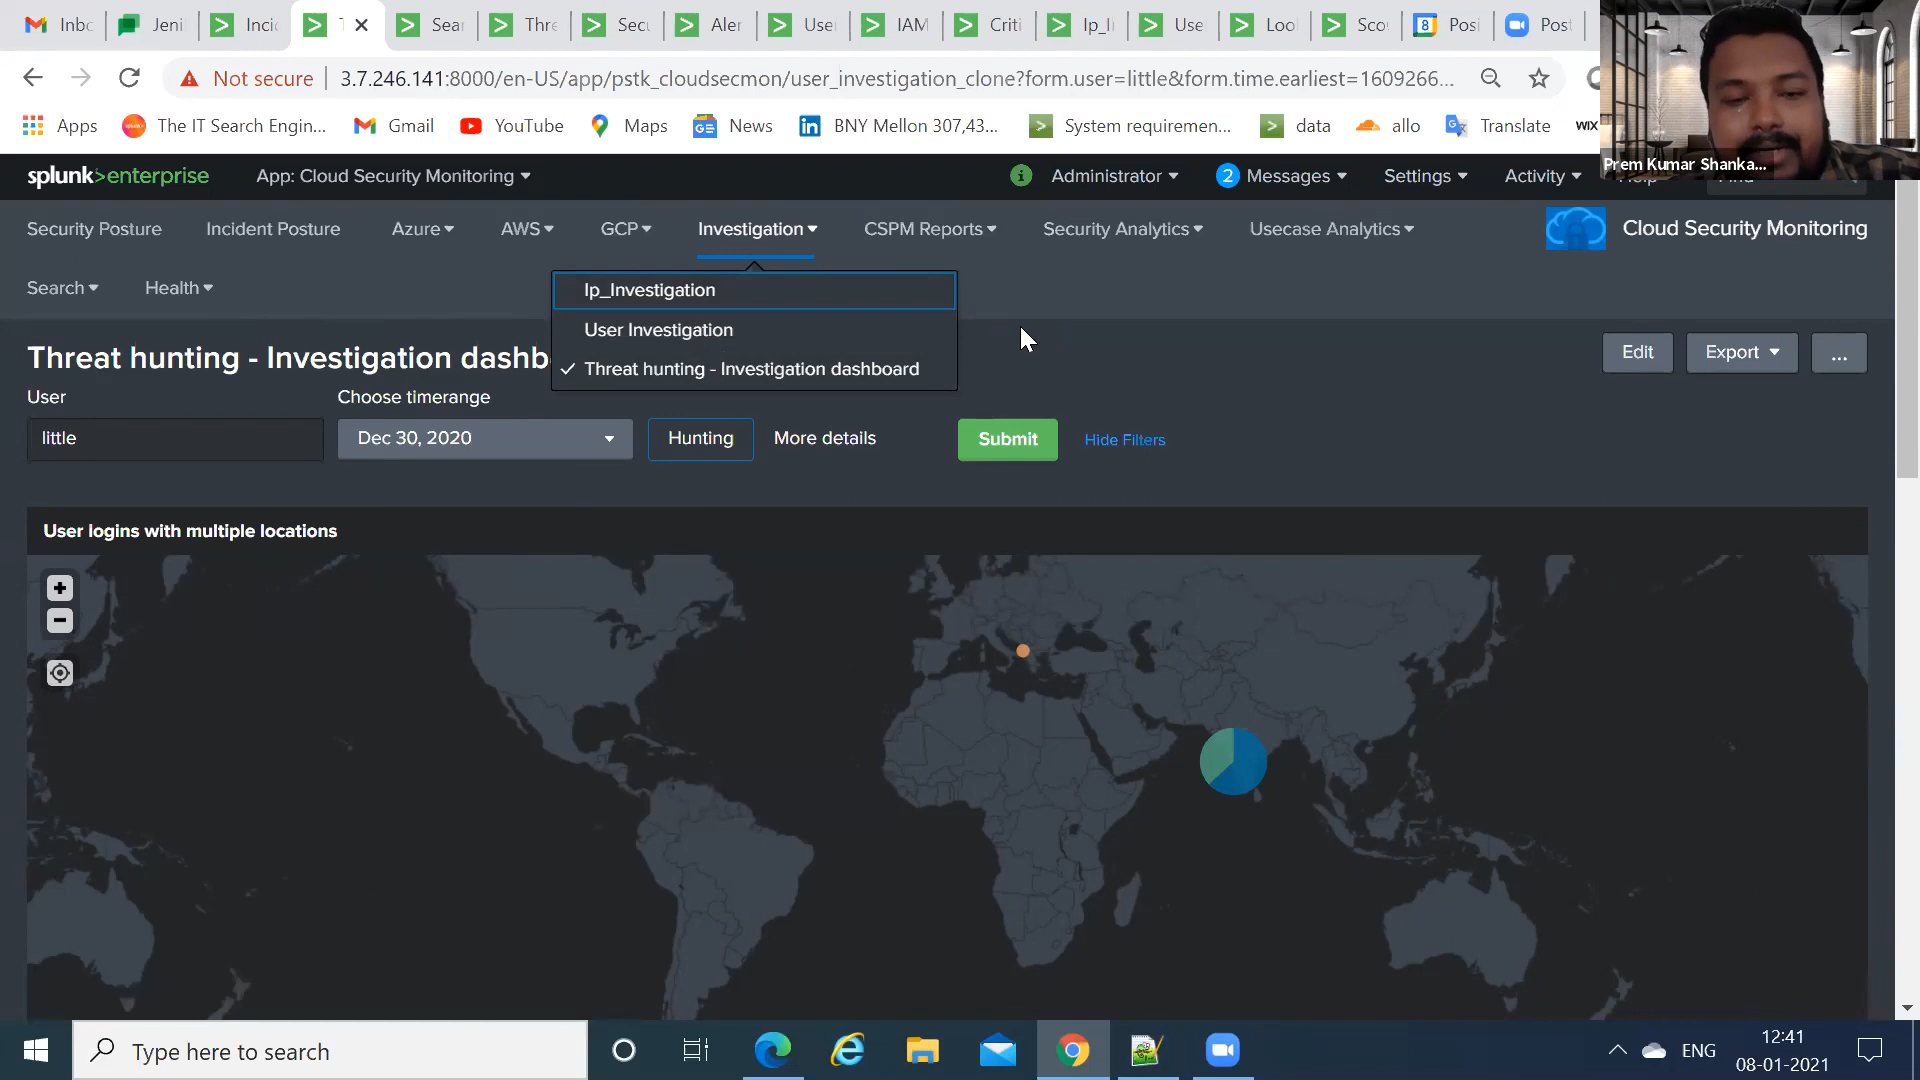 Inbo
Jeni
Incid
T
Sear
Thre
Secu
Aler
User
IAM
Criti
Ip_I
Use
Loo
Sco
8
Posi
Post
Not secure
3.7.246.141:8000/en-US/app/pstk_cloudsecmon/user_investigation_clone?form.user=little&form.time.earliest=1609266...
Apps
The IT Search Engin...
Gmail
YouTube
Maps
News
BNY Mellon 307,43...
System requiremen...
data
allo
Translate
WIX
Prem Kumar Shanka...
splunk>enterprise
App: Cloud Security Monitoring
i
Administrator
2
Messages
Settings
Activity
Security Posture
Incident Posture
Azure
AWS
GCP
Investigation
CSPM Reports
Security Analytics
Usecase Analytics
Cloud Security Monitoring
Search
Health
Ip_Investigation
User Investigation
Threat hunting - Investigation dashboard
Threat hunting - Investigation dashb
Edit
Export
...
User
Choose timerange
little
Dec 30, 2020
Hunting
More details
Submit
Hide Filters
User logins with multiple locations
+
-
Type here to search
ENG
12:41
08-01-2021